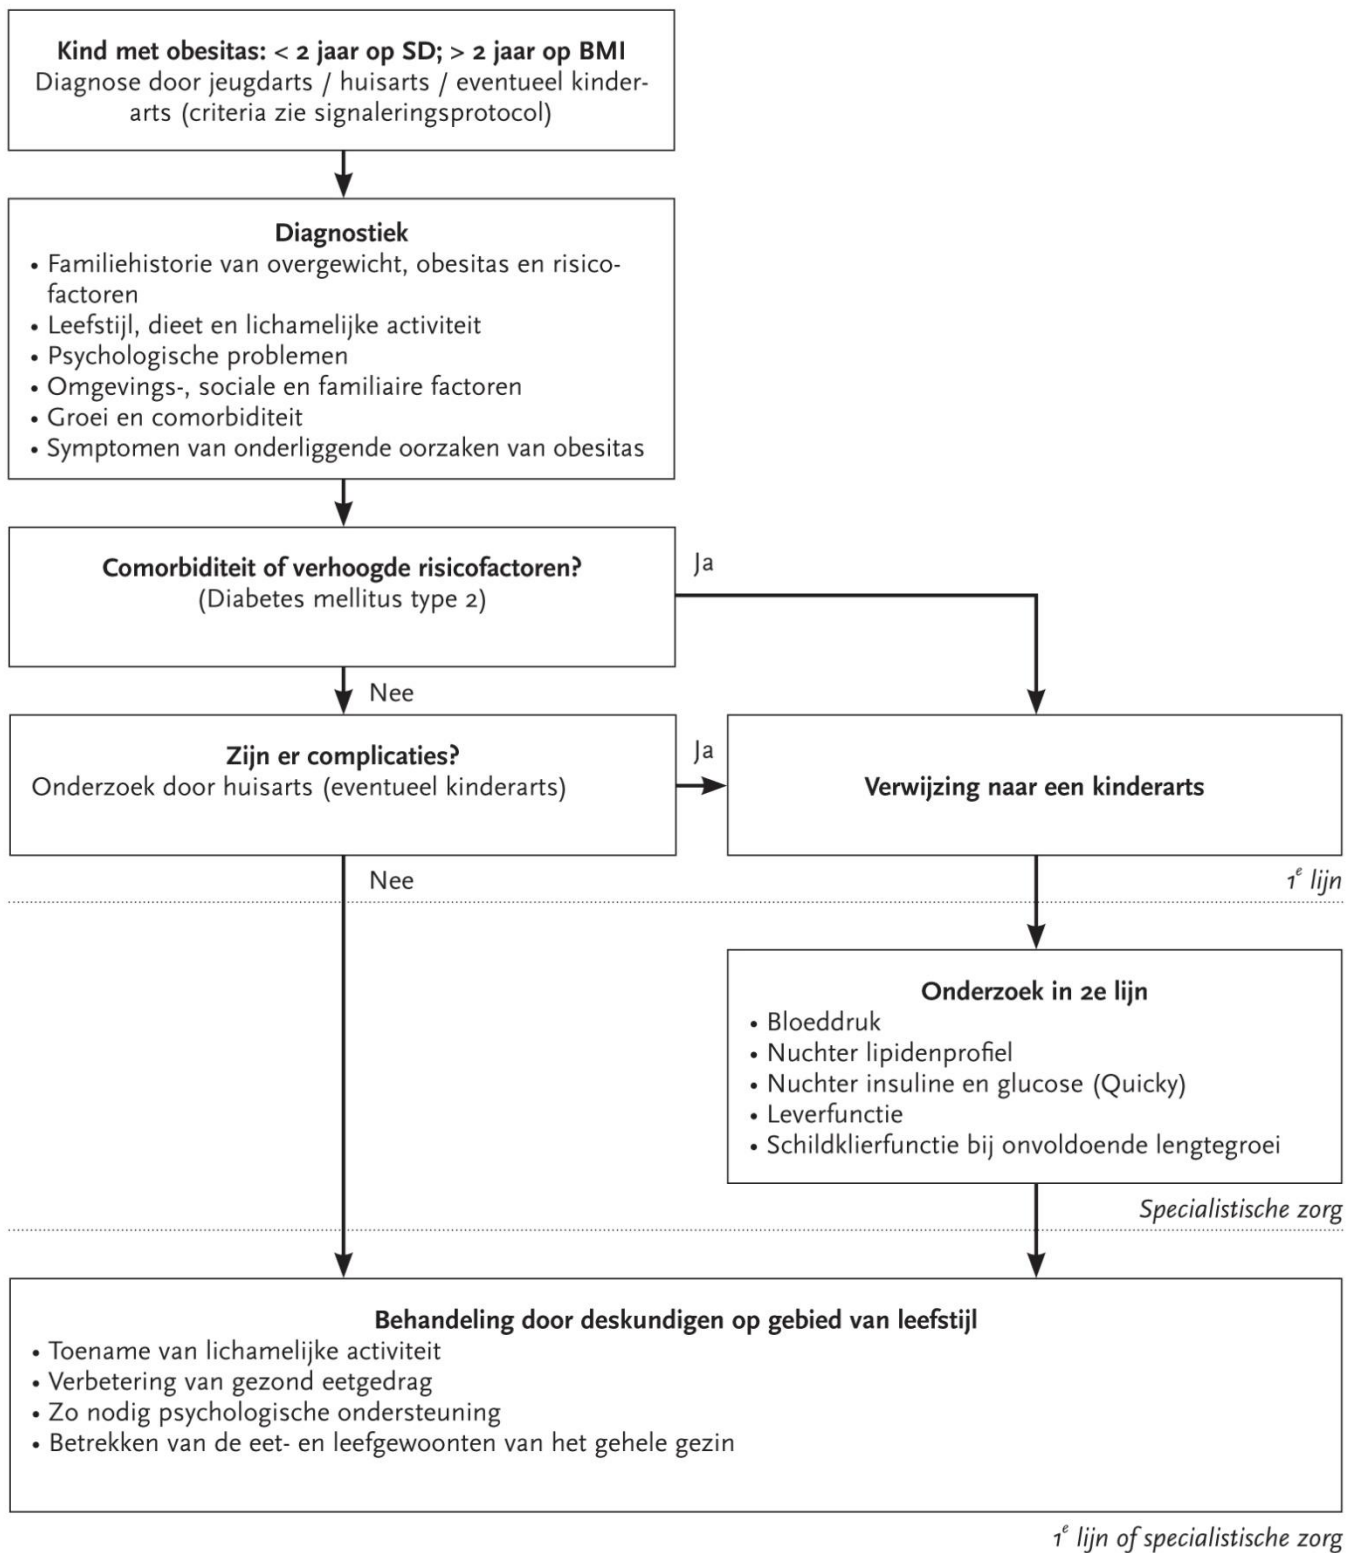 Kind met obesitas: < 2 jaar op SD; > 2 jaar op BMI
Diagnose door jeugdarts / huisarts / eventueel kinder-
arts (criteria zie signaleringsprotocol)
Diagnostiek
• Familiehistorie van overgewicht, obesitas en risico-
factoren
• Leefstijl, dieet en lichamelijke activiteit
• Psychologische problemen
• Omgevings-, sociale en familiaire factoren
• Groei en comorbiditeit
• Symptomen van onderliggende oorzaken van obesitas
Comorbiditeit of verhoogde risicofactoren?
(Diabetes mellitus type 2)
Ja
Nee
Zijn er complicaties?
Onderzoek door huisarts (eventueel kinderarts)
Ja
Verwijzing naar een kinderarts
Nee
1e lijn
Onderzoek in 2e lijn
• Bloeddruk
• Nuchter lipidenprofiel
• Nuchter insuline en glucose (Quicky)
• Leverfunctie
• Schildklierfunctie bij onvoldoende lengtegroei
Specialistische zorg
Behandeling door deskundigen op gebied van leefstijl
• Toename van lichamelijke activiteit
• Verbetering van gezond eetgedrag
• Zo nodig psychologische ondersteuning
• Betrekken van de eet- en leefgewoonten van het gehele gezin
1e lijn of specialistische zorg